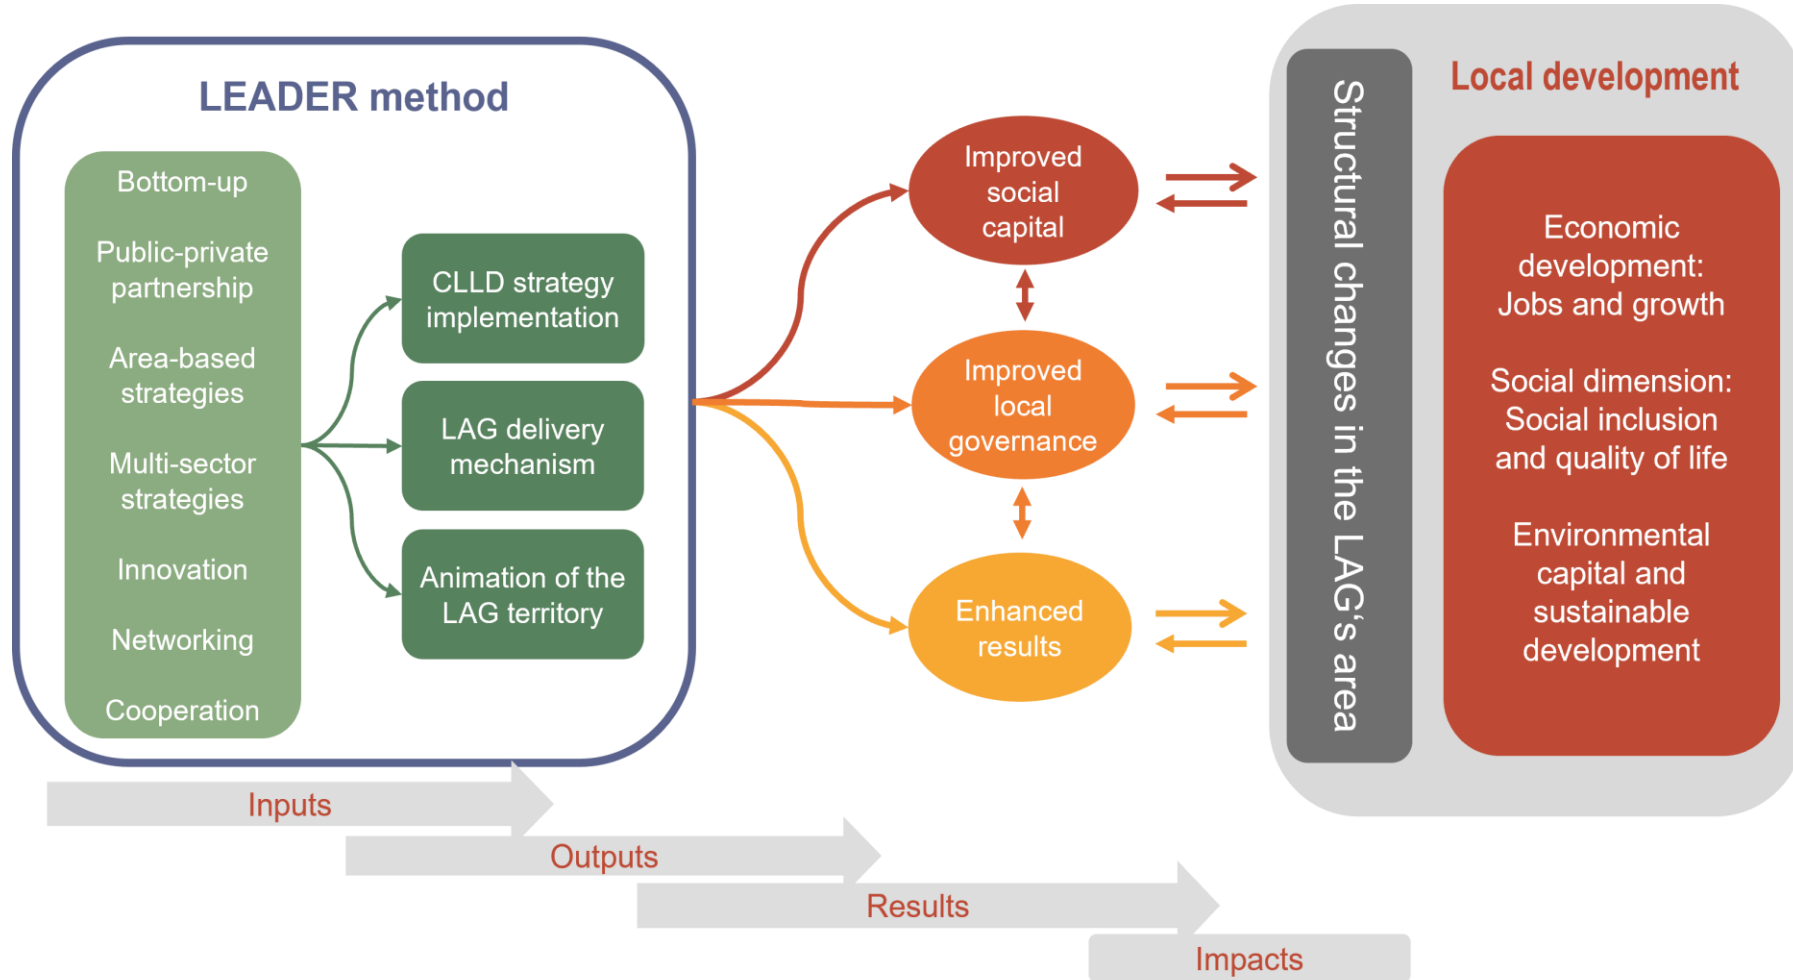 LEADER method
Bottom-up
Public-private
partnership
Area-based
strategies
Multi-sector
strategies
Innovation
Networking
Cooperation
CLLD strategy
implementation
LAG delivery
mechanism
Animation of the
LAG territory
Improved
social
capital
Improved
local
governance
Enhanced
results
Structural changes in the LAG‘s area
Local development
Economic
development:
Jobs and growth
Social dimension:
Social inclusion
and quality of life
Environmental
capital and
sustainable
development
Inputs
Outputs
Results
Impacts